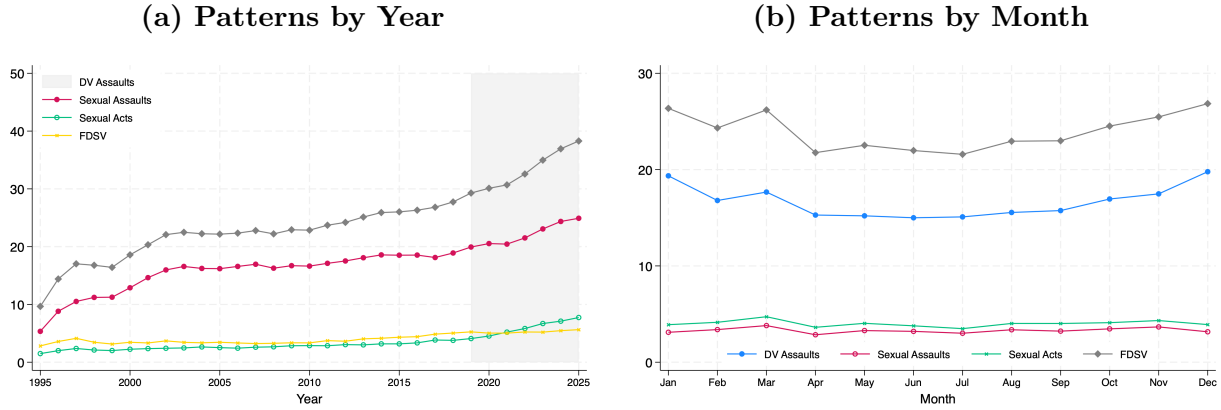 (a) Patterns by Year
50
40
30
20
10
0
DV Assaults
Sexual Assaults
Sexual Acts
FDSV
1995
2000
2005
2010
2015
2020
2025
Year
(b) Patterns by Month
30
20
10
0
DV Assaults
Sexual Assaults
Sexual Acts
FDSV
Jan
Feb
Mar
Apr
May
Jun
Jul
Aug
Sep
Oct
Nov
Dec
Month